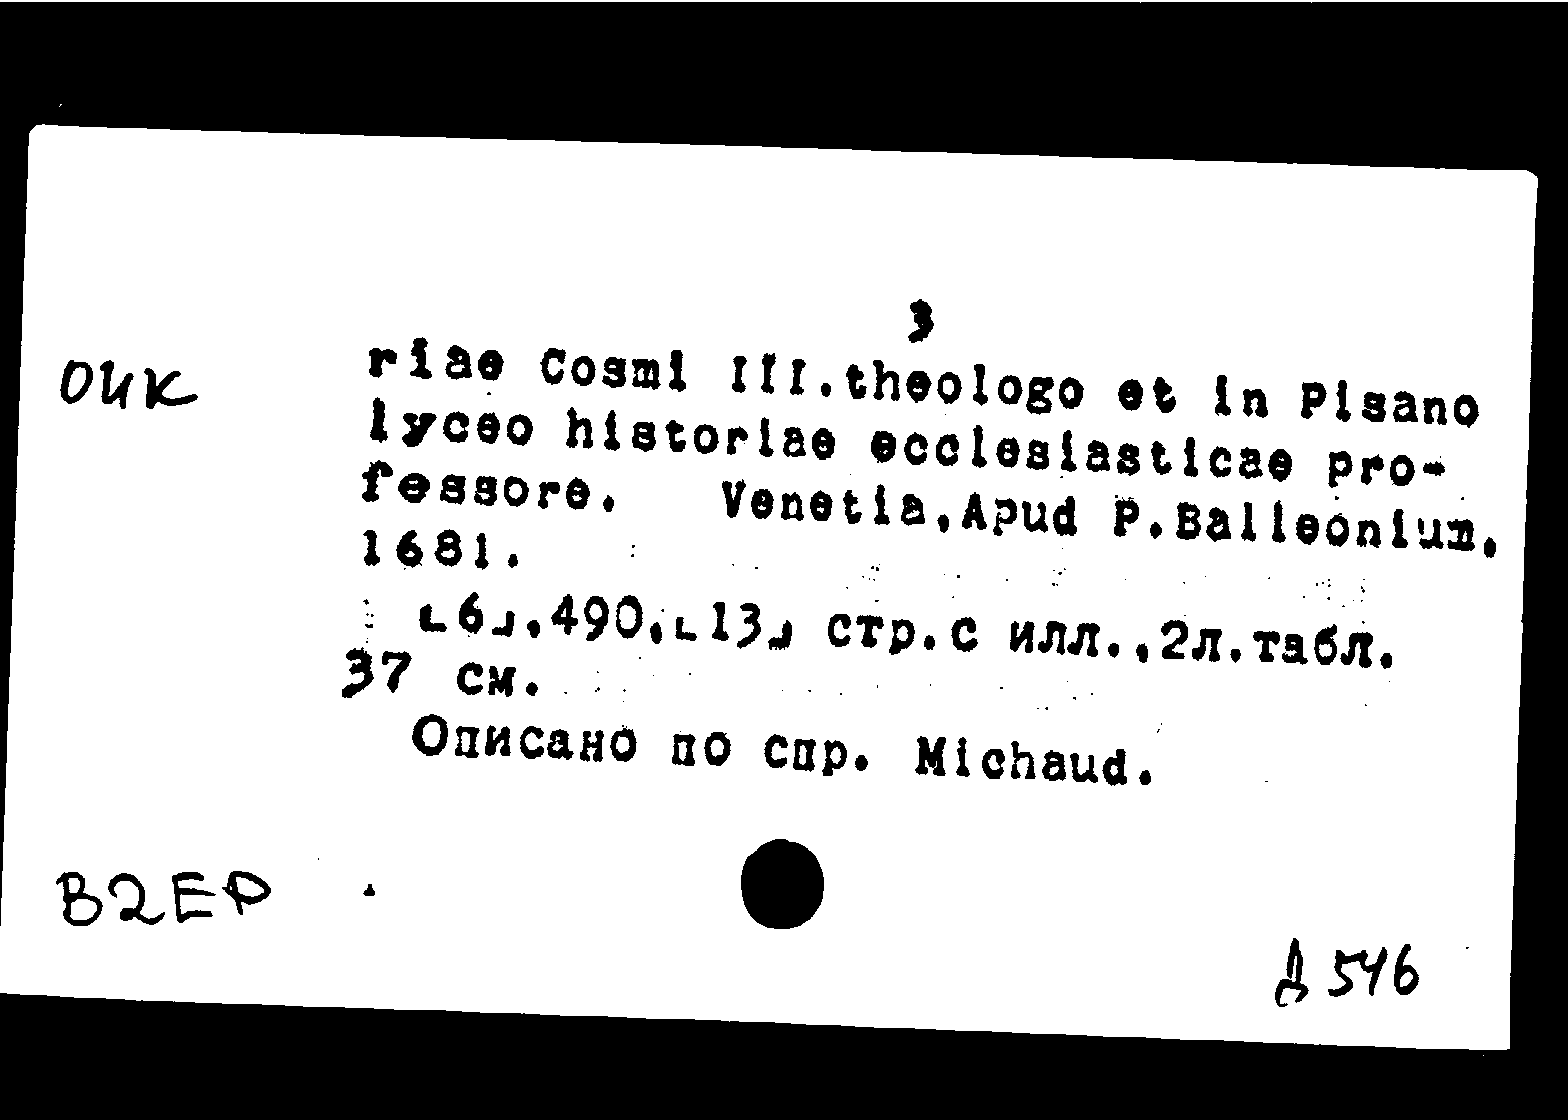 3
ОИК
riae Cosmi III.theologo et in Pisano
lyceo historiae ecclesiasticae pro-
fessore. Venetia,Apud P.Balleonium,
1681.
[6],490,[13] стр.с илл.,2л.табл.
37 см.
Описано по спр. Michaud.
В2ЕР
Д 546